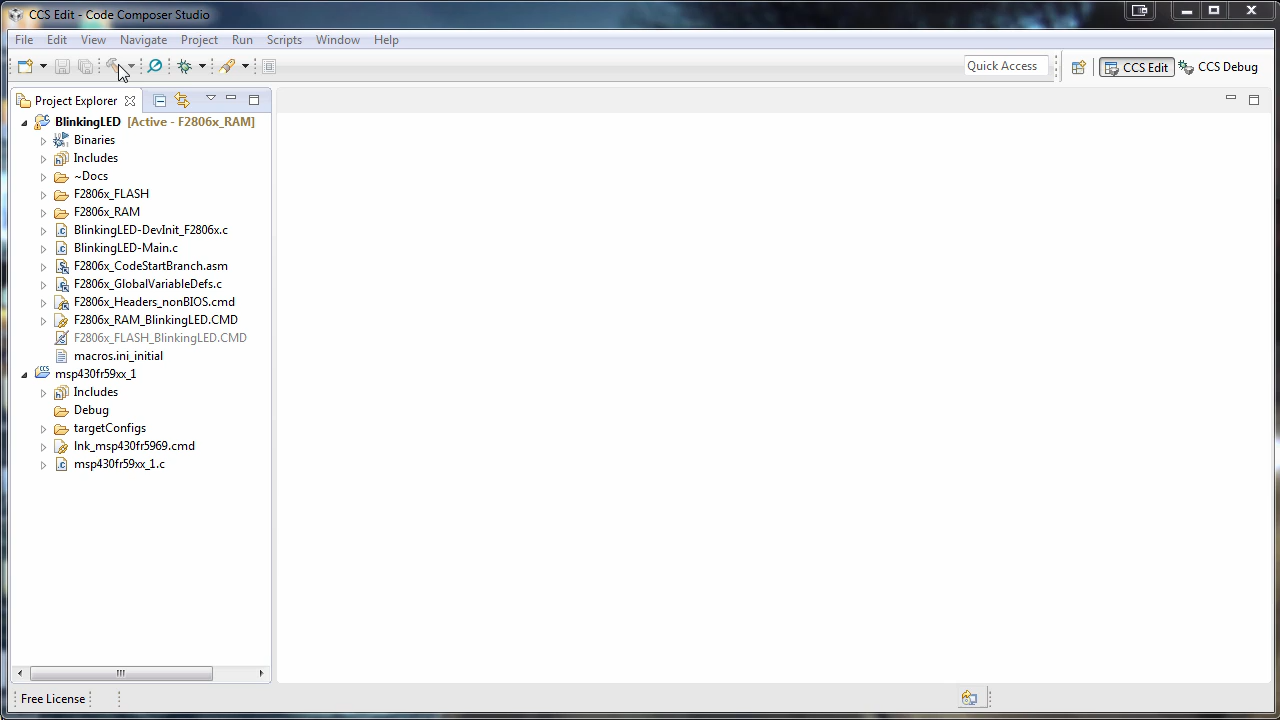 CCS Edit - Code Composer Studio
File Edit View Navigate Project Run Scripts Window Help
Quick Access CCS Edit CCS Debug
Project Explorer
BlinkingLED [Active - F2806x_RAM]
Binaries
Includes
~Docs
F2806x_FLASH
F2806x_RAM
BlinkingLED-DevInit_F2806x.c
BlinkingLED-Main.c
F2806x_CodeStartBranch.asm
F2806x_GlobalVariableDefs.c
F2806x_Headers_nonBIOS.cmd
F2806x_RAM_BlinkingLED.CMD
F2806x_FLASH_BlinkingLED.CMD
macros.ini_initial
msp430fr59xx_1
Includes
Debug
targetConfigs
lnk_msp430fr5969.cmd
msp430fr59xx_1.c
Free License